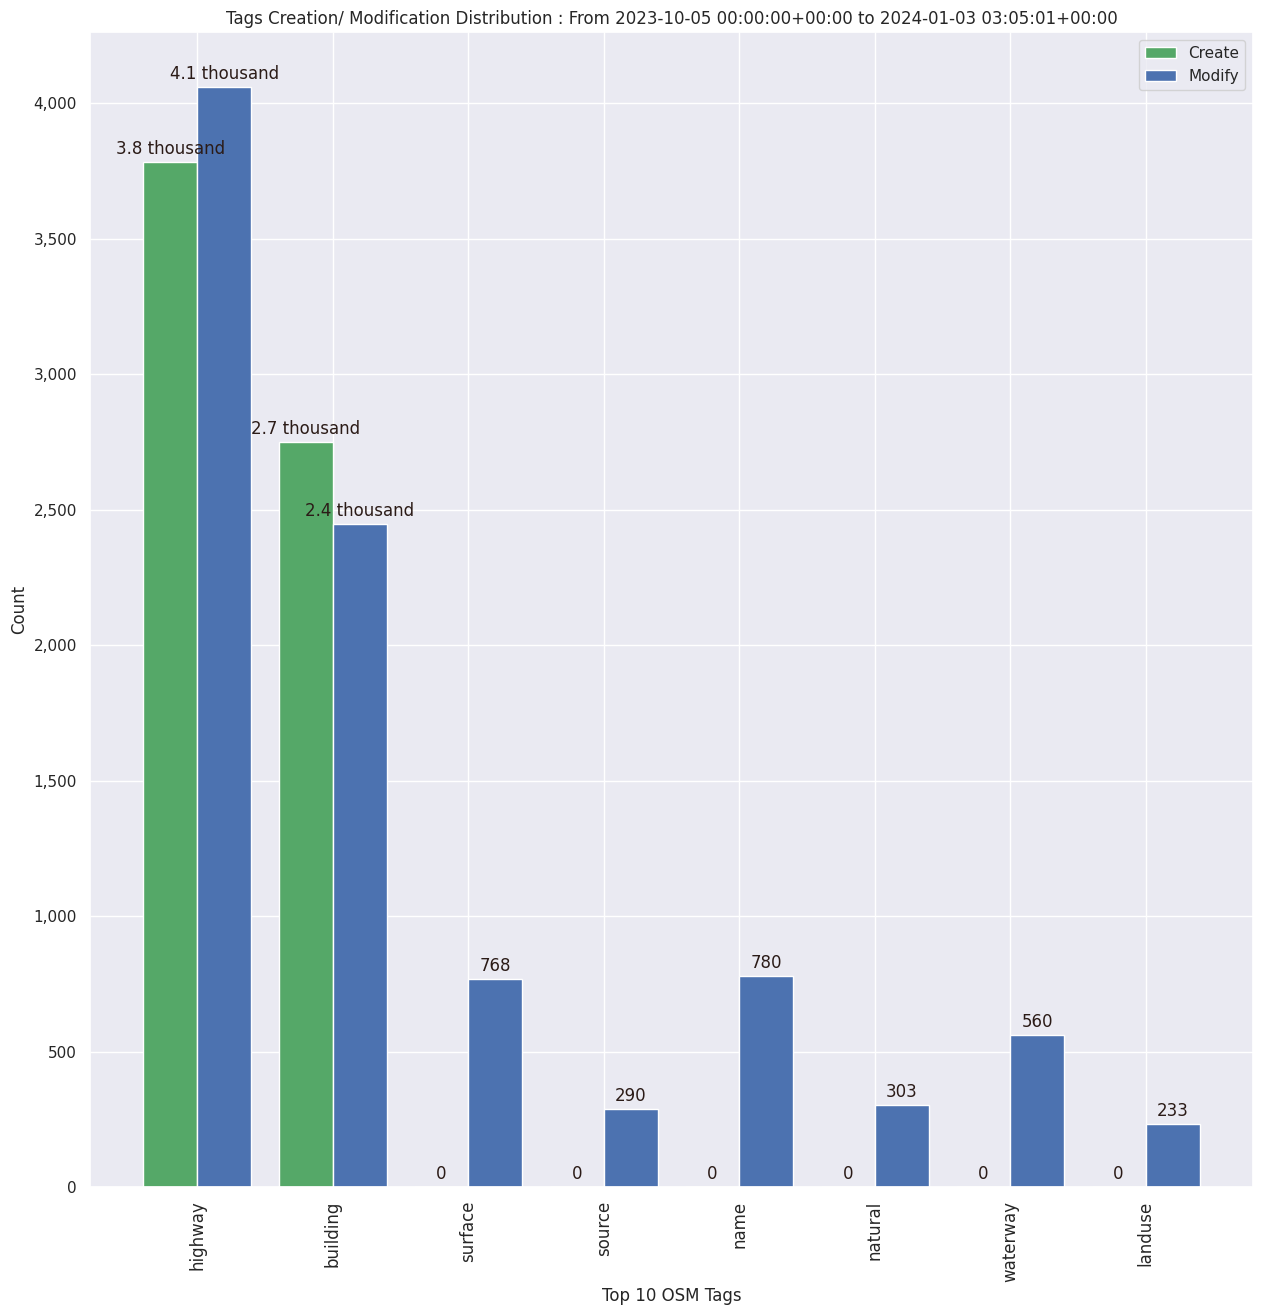 Tags Creation/ Modification Distribution : From 2023-10-05 00:00:00+00:00 to 2024-01-03 03:05:01+00:00
Create
Modify
4.1 thousand
3.8 thousand
2.7 thousand
2.4 thousand
768
780
560
290
303
233
0
0
0
0
0
0
4,000
3,500
3,000
2,500
2,000
1,500
1,000
500
0
Count
highway
building
surface
source
name
natural
waterway
landuse
Top 10 OSM Tags